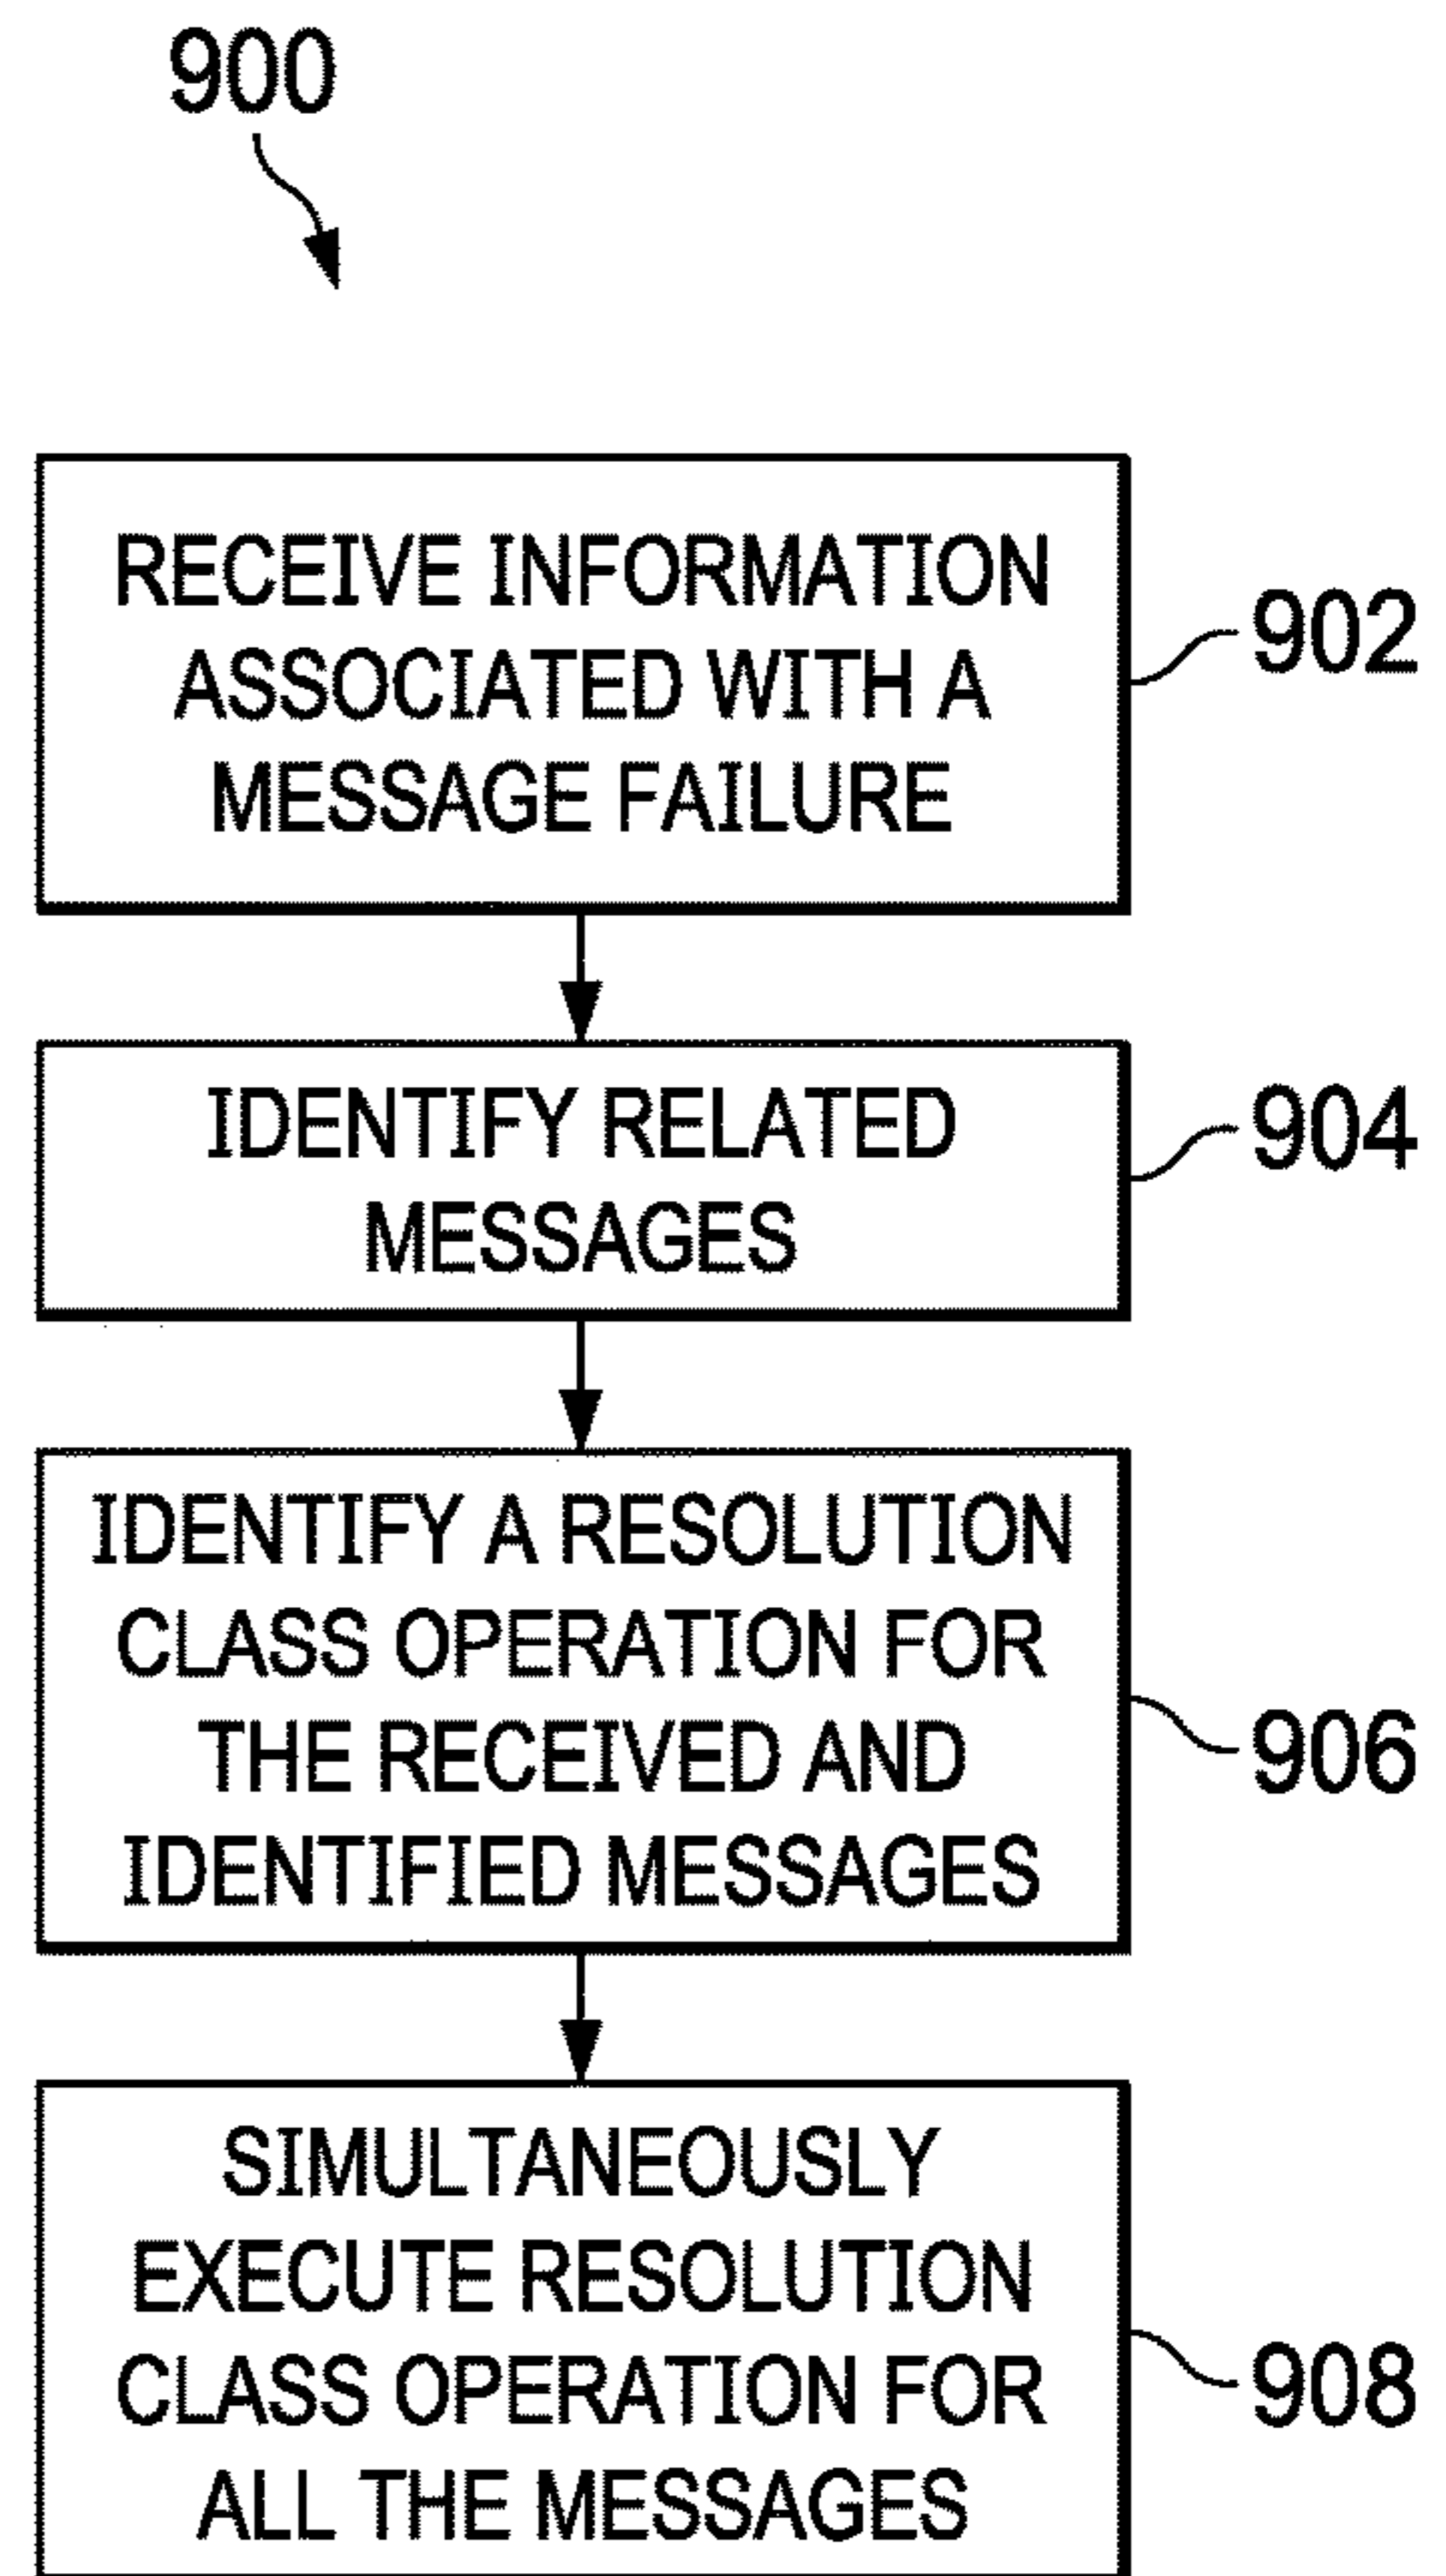 900
RECEIVE INFORMATION
ASSOCIATED WITH A
MESSAGE FAILURE
902
IDENTIFY RELATED
MESSAGES
904
IDENTIFY A RESOLUTION
CLASS OPERATION FOR
THE RECEIVED AND
IDENTIFIED MESSAGES
906
SIMULTANEOUSLY
EXECUTE RESOLUTION
CLASS OPERATION FOR
ALL THE MESSAGES
908